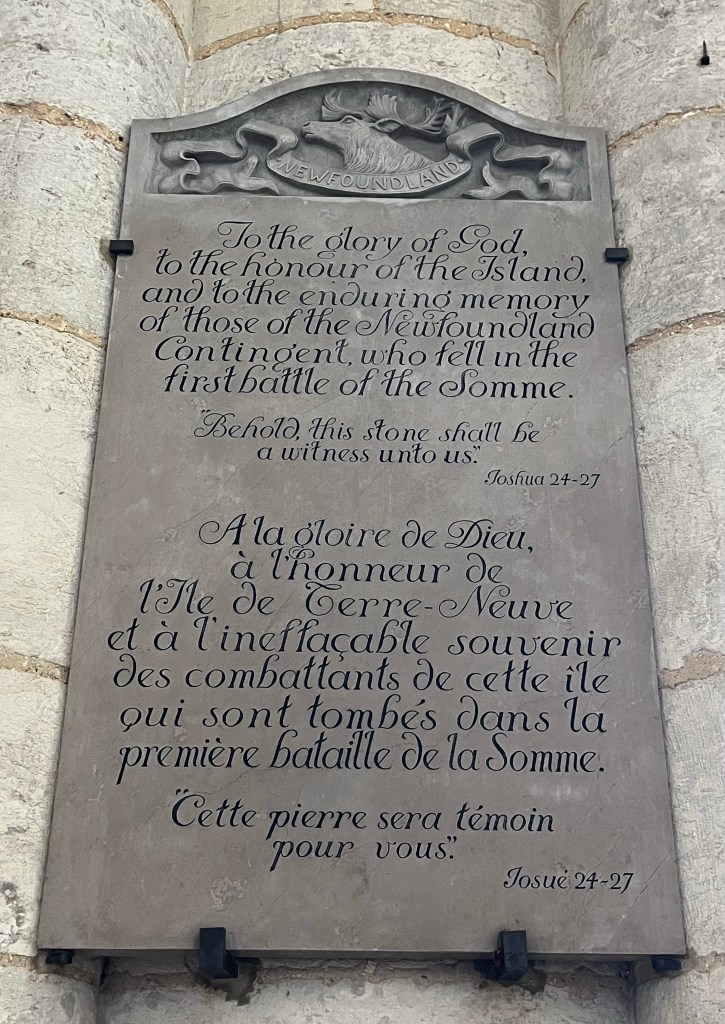 NEWFOUNDLAND
To the glory of God,
to the honour of the Island,
and to the enduring memory
of those of the Newfoundland
Contingent, who fell in the
first battle of the Somme.
"Behold, this stone shall be
a witness unto us."
Joshua 24-27
A la gloire de Dieu,
à l'honneur de
l'Ile de Terre-Neuve
et à l'ineffaçable souvenir
des combattants de cette île
qui sont tombés dans la
première bataille de la Somme.
"Cette pierre sera témoin
pour vous".
Josué 24-27